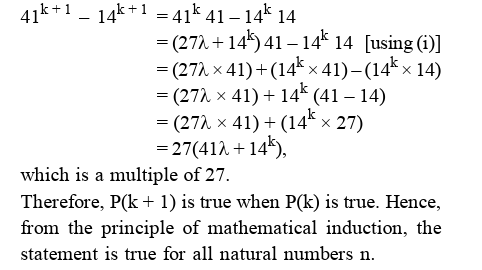 41^{k+1} – 14^{k+1} = 41^k 41 – 14^k 14
= (27λ + 14^k) 41 – 14^k 14 [using (i)]
= (27λ × 41) + (14^k × 41) – (14^k × 14)
= (27λ × 41) + 14^k (41 – 14)
= (27λ × 41) + (14^k × 27)
= 27(41λ + 14^k),
which is a multiple of 27.
Therefore, P(k + 1) is true when P(k) is true. Hence,
from the principle of mathematical induction, the
statement is true for all natural numbers n.